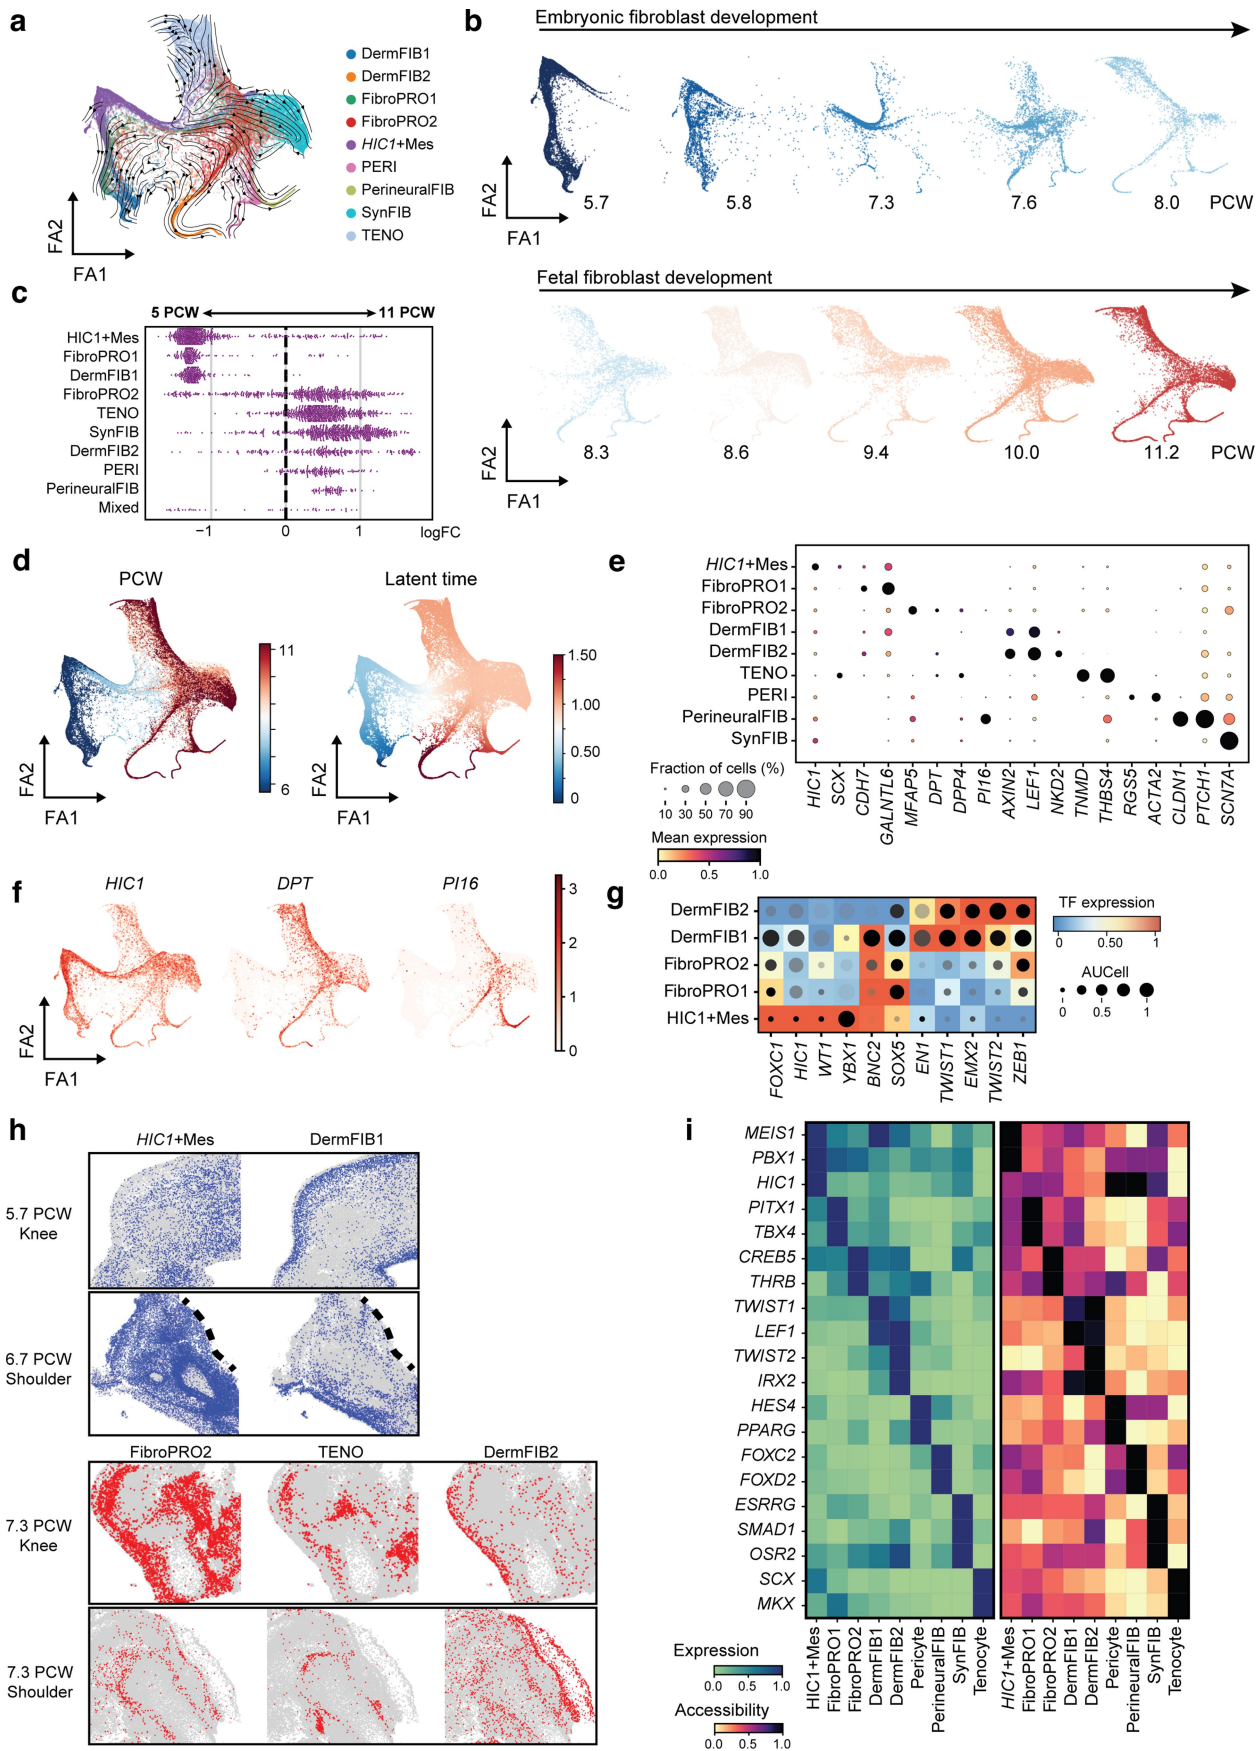 a
DermFIB1
DermFIB2
FibroPRO1
FibroPRO2
HIC1+Mes
PERI
PerineuralFIB
SynFIB
TENO
FA2
FA1
b
Embryonic fibroblast development
FA2
FA1
5.7 5.8 7.3 7.6 8.0 PCW
Fetal fibroblast development
FA2
FA1
8.3 8.6 9.4 10.0 11.2 PCW
c
5 PCW 11 PCW
HIC1+Mes
FibroPRO1
DermFIB1
FibroPRO2
TENO
SynFIB
DermFIB2
PERI
PerineuralFIB
Mixed
−1 0 1 logFC
d
PCW
11
6
FA2
FA1
Latent time
1.50
1.00
0.50
0
FA2
FA1
e
HIC1+Mes
FibroPRO1
FibroPRO2
DermFIB1
DermFIB2
TENO
PERI
PerineuralFIB
SynFIB
HIC1 SCX CDH7 GALNTL6 MFAP5 DPT DPP4 PI16 AXIN2 LEF1 NKD2 TNMD THBS4 RGS5 ACTA2 CLDN1 PTCH1 SCN7A
Fraction of cells (%)
10 30 50 70 90
Mean expression
0.0 0.5 1.0
f
HIC1 DPT PI16
3
2
1
0
FA2
FA1
g
DermFIB2
DermFIB1
FibroPRO2
FibroPRO1
HIC1+Mes
FOXC1 HIC1 WT1 YBX1 BNC2 SOX5 EN1 TWIST1 EMX2 TWIST2 ZEB1
TF expression
0 0.50 1
AUCell
0 0.5 1
h
HIC1+Mes DermFIB1
5.7 PCW
Knee
6.7 PCW
Shoulder
FibroPRO2 TENO DermFIB2
7.3 PCW
Knee
7.3 PCW
Shoulder
i
MEIS1
PBX1
HIC1
PITX1
TBX4
CREB5
THRB
TWIST1
LEF1
TWIST2
IRX2
HES4
PPARG
FOXC2
FOXD2
ESRRG
SMAD1
OSR2
SCX
MKX
HIC1+Mes FibroPRO1 FibroPRO2 DermFIB1 DermFIB2 Pericyte PerineuralFIB SynFIB Tenocyte
HIC1+Mes FibroPRO1 FibroPRO2 DermFIB1 DermFIB2 Pericyte PerineuralFIB SynFIB Tenocyte
Expression
0.0 0.5 1.0
Accessibility
0.0 0.5 1.0